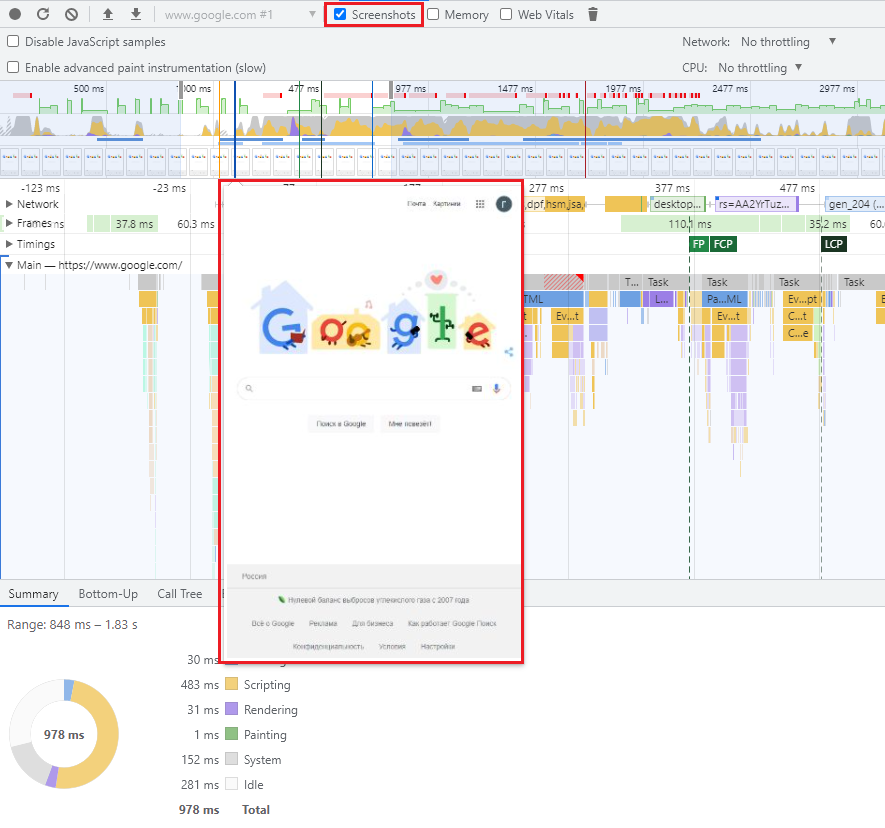 www.google.com #1 Screenshots Memory Web Vitals
Disable JavaScript samples Network: No throttling
Enable advanced paint instrumentation (slow) CPU: No throttling
500 ms 477 ms 977 ms 1477 ms 1977 ms 2477 ms 2977 ms
-123 ms -23 ms 77 277 ms 377 ms 477 ms
Network ,dpf,hsm,jsa, desktop... rs=AA2YrTuz... gen_204 (...
Frames 37.8 ms 60.3 ms 110.1 ms 35.2 ms 60.
Timings FP FCP LCP
Main — https://www.google.com/
T... Task Task Task Task
TML L... Pa...ML Ev...pt
Ev...t Ev...t C...t
C...e
Почта Картинки г
Google
Поиск в Google Мне повезёт!
Россия
Нулевой баланс выбросов углекислого газа с 2007 года
Всё о Google Реклама Для бизнеса Как работает Google Поиск
Конфиденциальность Условия Настройки
Summary Bottom-Up Call Tree
Range: 848 ms – 1.83 s
30 ms
483 ms Scripting
31 ms Rendering
1 ms Painting
152 ms System
281 ms Idle
978 ms Total
978 ms